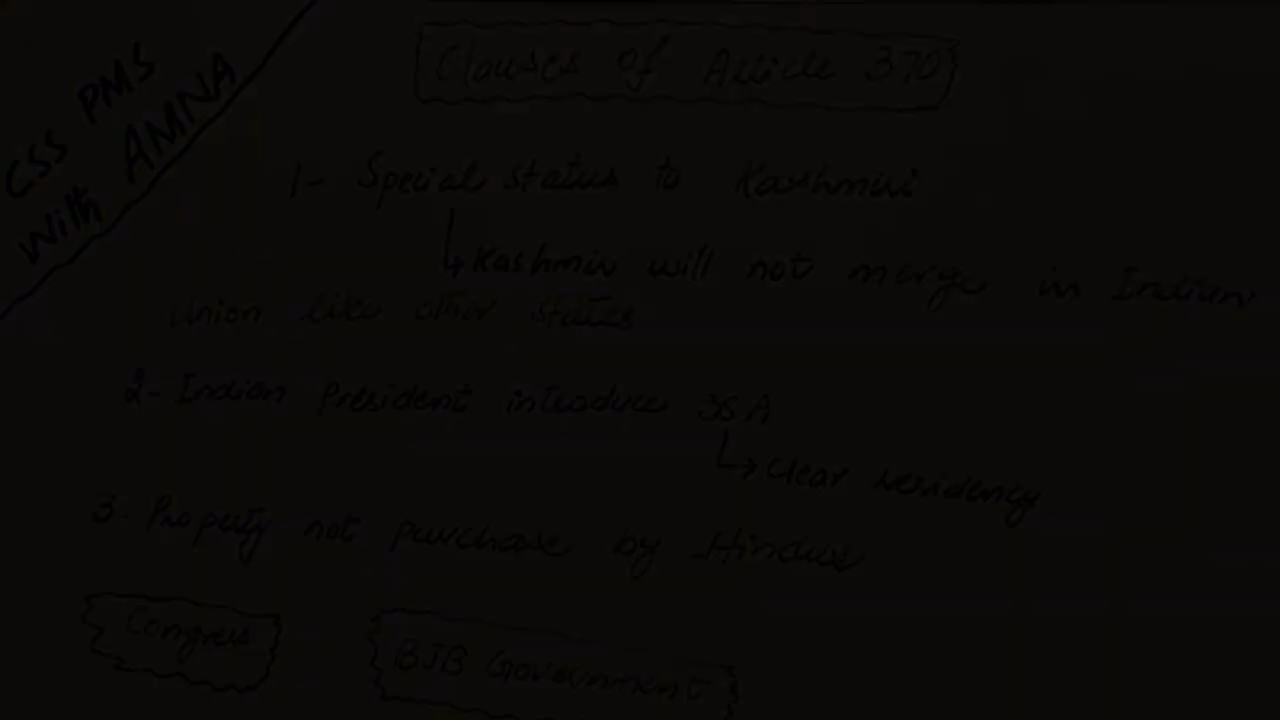 CSS PMS
with AMNA
Clauses of Article 370
1- Special status to Kashmiri
Kashmir will not merge in Indian
union like other states
2- Indian President introduce 35A
Clear residency
3- Property not purchase by Hindus
Congress
BJB Government